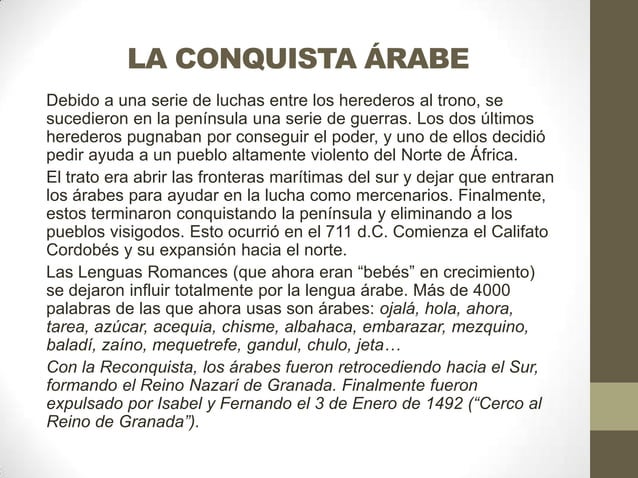 LA CONQUISTA ÁRABE
Debido a una serie de luchas entre los herederos al trono, se
sucedieron en la península una serie de guerras. Los dos últimos
herederos pugnaban por conseguir el poder, y uno de ellos decidió
pedir ayuda a un pueblo altamente violento del Norte de África.
El trato era abrir las fronteras marítimas del sur y dejar que entraran
los árabes para ayudar en la lucha como mercenarios. Finalmente,
estos terminaron conquistando la península y eliminando a los
pueblos visigodos. Esto ocurrió en el 711 d.C. Comienza el Califato
Cordobés y su expansión hacia el norte.
Las Lenguas Romances (que ahora eran “bebés” en crecimiento)
se dejaron influir totalmente por la lengua árabe. Más de 4000
palabras de las que ahora usas son árabes: ojalá, hola, ahora,
tarea, azúcar, acequia, chisme, albahaca, embarazar, mezquino,
baladí, zaíno, mequetrefe, gandul, chulo, jeta…
Con la Reconquista, los árabes fueron retrocediendo hacia el Sur,
formando el Reino Nazarí de Granada. Finalmente fueron
expulsado por Isabel y Fernando el 3 de Enero de 1492 (“Cerco al
Reino de Granada”).